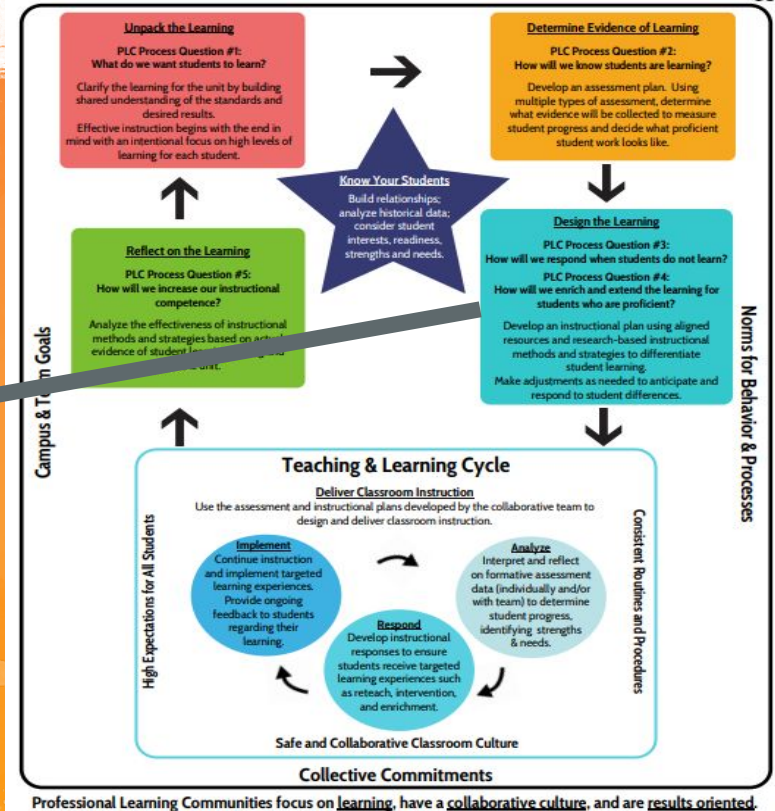 Unpack the Learning
PLC Process Question #1:
What do we want students to learn?
Clarify the learning for the unit by building
shared understanding of the standards and
desired results.
Effective instruction begins with the end in
mind with an intentional focus on high levels of
learning for each student.
Determine Evidence of Learning
PLC Process Question #2:
How will we know students are learning?
Develop an assessment plan. Using
multiple types of assessment, determine
what evidence will be collected to measure
student progress and decide what proficient
student work looks like.
Know Your Students
Build relationships;
analyze historical data;
consider student
interests, readiness,
strengths and needs.
Reflect on the Learning
PLC Process Question #5:
How will we increase our instructional
competence?
Analyze the effectiveness of instructional
methods and strategies based on actual
evidence of student
unit.
Design the Learning
PLC Process Question #3:
How will we respond when students do not learn?
PLC Process Question #4:
How will we enrich and extend the learning for
students who are proficient?
Develop an instructional plan using aligned
resources and research-based instructional
methods and strategies to differentiate
student learning.
Make adjustments as needed to anticipate and
respond to student differences.
Campus & Goals
Norms for Behavior & Processes
Teaching & Learning Cycle
Deliver Classroom Instruction
Use the assessment and instructional plans developed by the collaborative team to
design and deliver classroom instruction.
High Expectations for All Students
Consistent Routines and Procedures
Implement
Continue instruction
and implement targeted
learning experiences.
Provide ongoing
feedback to students
regarding their
learning.
Analyze
Interpret and reflect
on formative assessment
data (individually and/or
with team) to determine
student progress,
identifying strengths
& needs.
Respond
Develop instructional
responses to ensure
students receive targeted
learning experiences such
as reteach, intervention,
and enrichment.
Safe and Collaborative Classroom Culture
Collective Commitments
Professional Learning Communities focus on learning, have a collaborative culture, and are results oriented.